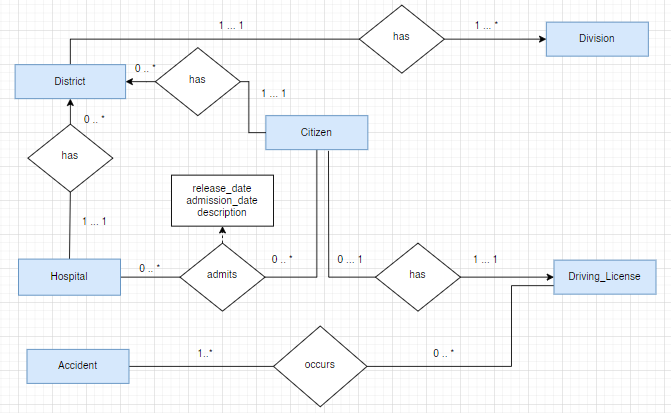 1 ... 1
has
1 ... *
Division
District
0 .. *
has
1 ... 1
0 .. *
Citizen
has
release_date
admission_date
description
1 ... 1
Hospital
0 .. *
admits
0 .. *
0 ... 1
has
1 ... 1
Driving_License
Accident
1..*
occurs
0 .. *